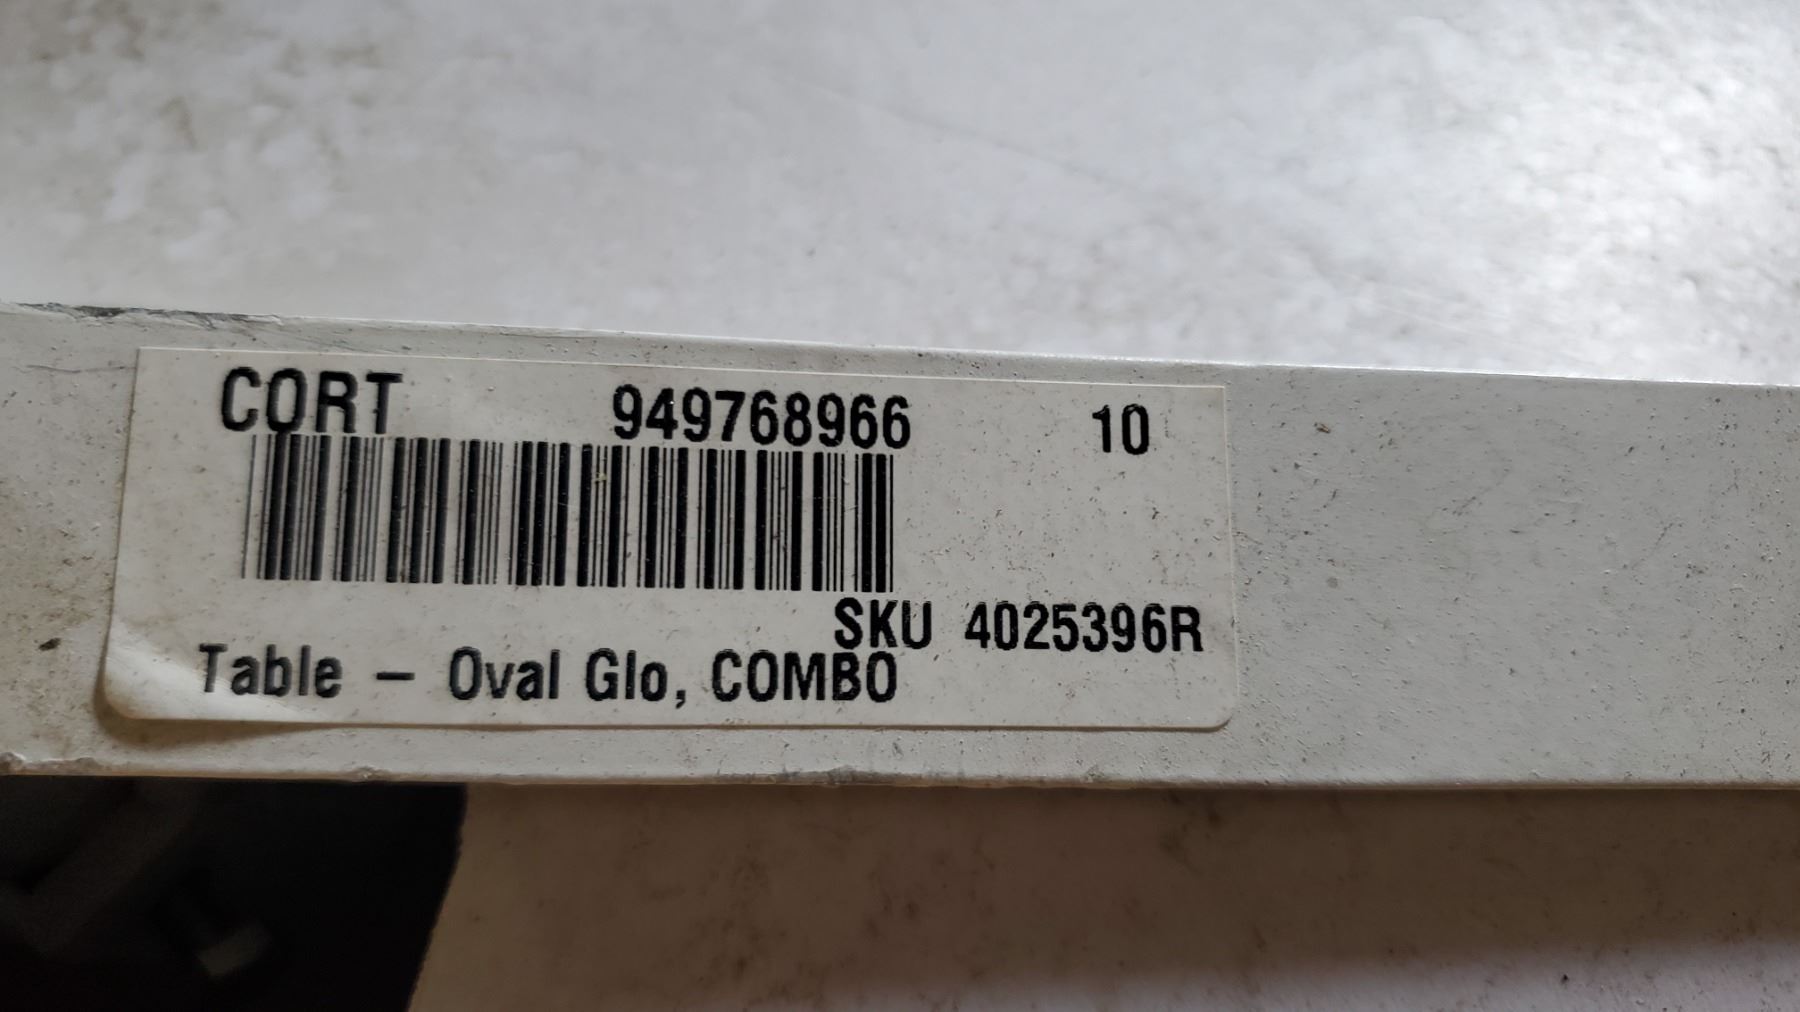 CORT 949768966 10
SKU 4025396R
Table - Oval Glo, COMBO